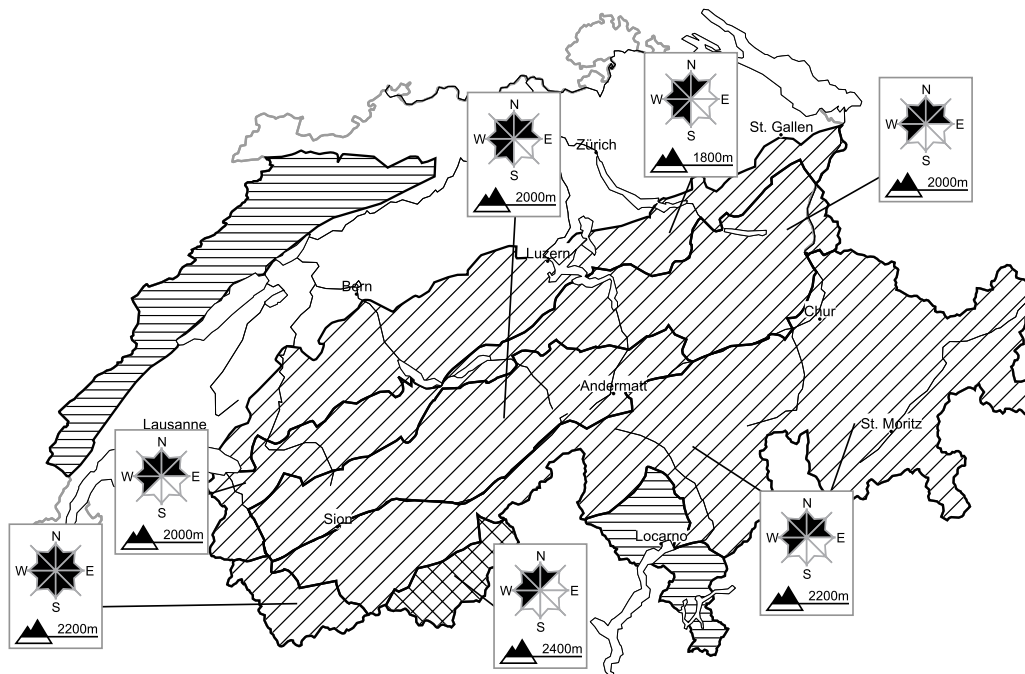 N
W E
S
1800m
N
W E
S
2000m
N
W E
S
2000m
St. Gallen
Zürich
Luzern
Bern
Chur
Andermatt
St. Moritz
Lausanne
N
W E
S
2000m
Sion
Locarno
N
W E
S
2200m
N
W E
S
2200m
N
W E
S
2400m